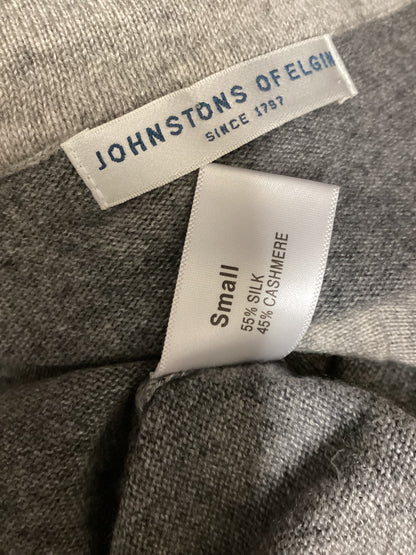 JOHNSTONS OF ELGIN
SINCE 1797
Small
55% SILK
45% CASHMERE